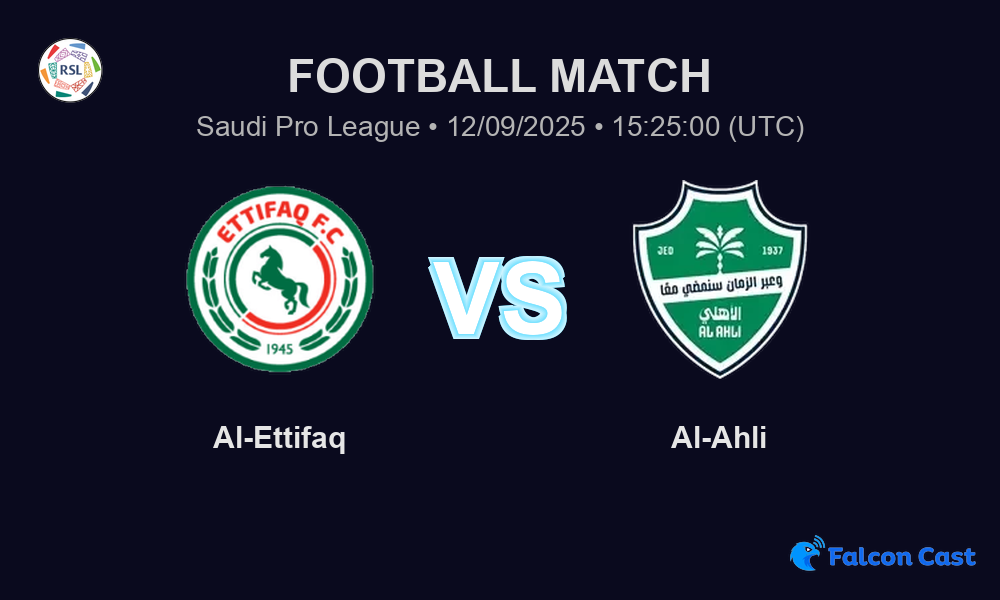 RSL
FOOTBALL MATCH
Saudi Pro League • 12/09/2025 • 15:25:00 (UTC)
ETTIFAQ F.C
1945
VS
JED 1937
وعبر الزمان سنمضي معًا
الأهلي
AL AHLI
Al-Ettifaq
Al-Ahli
Falcon Cast